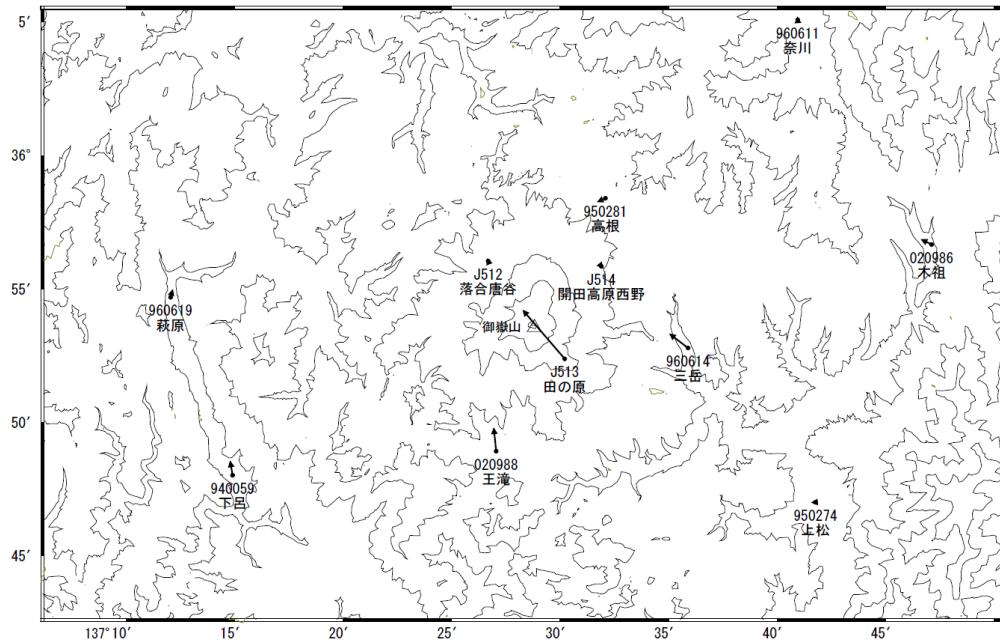 5′
960611
奈川
36°
950281
高根
020986
木祖
J512
落合唐谷
J514
開田高原西野
55′
960619
萩原
御嶽山
J513
田の原
960614
三岳
50′
020988
王滝
940059
下呂
950274
上松
45′
137°10′ 15′ 20′ 25′ 30′ 35′ 40′ 45′